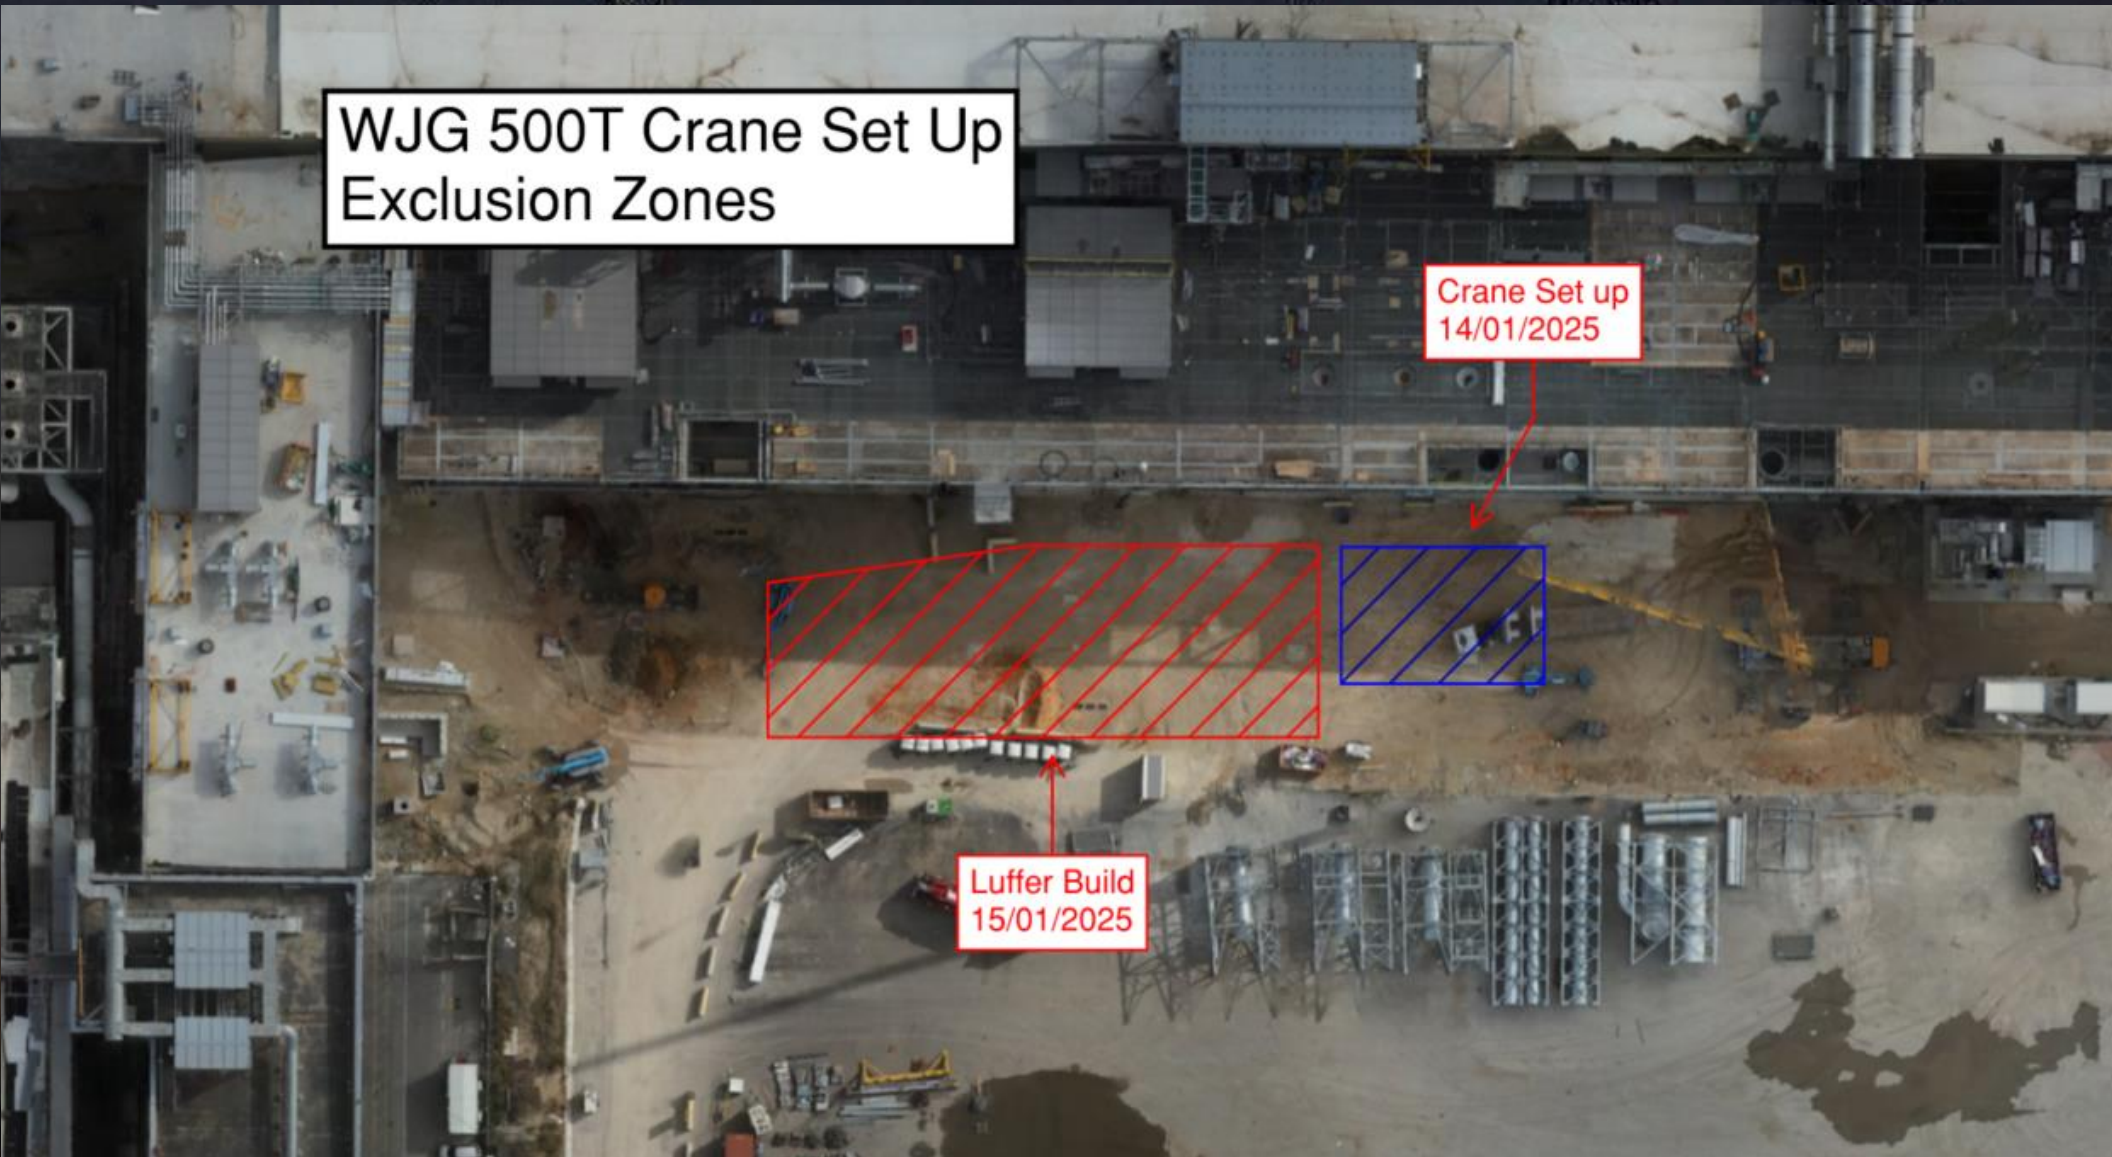 WJG 500T Crane Set Up
Exclusion Zones
Crane Set up
14/01/2025
Luffer Build
15/01/2025